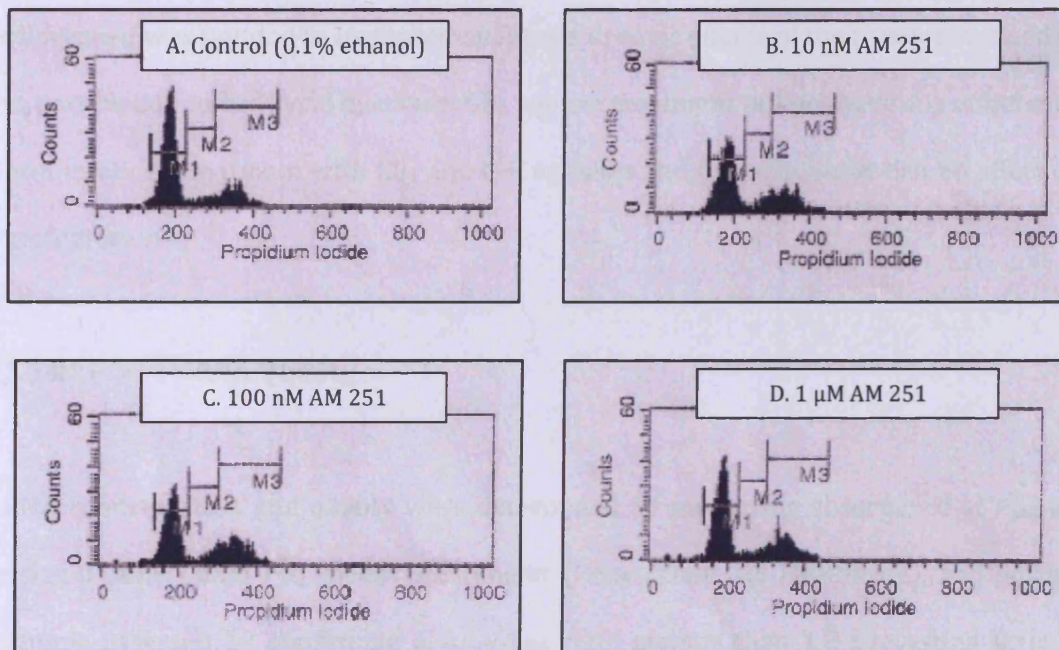 A. Control (0.1% ethanol)
60
Counts
0
M1
M2
M3
0 200 400 600 800 1000
Propidium Iodide
B. 10 nM AM 251
60
Counts
0
M1
M2
M3
0 200 400 600 800 1000
Propidium Iodide
C. 100 nM AM 251
60
Counts
0
M1
M2
M3
0 200 400 600 800 1000
Propidium Iodide
D. 1 µM AM 251
60
Counts
0
M1
M2
M3
0 200 400 600 800 1000
Propidium Iodide